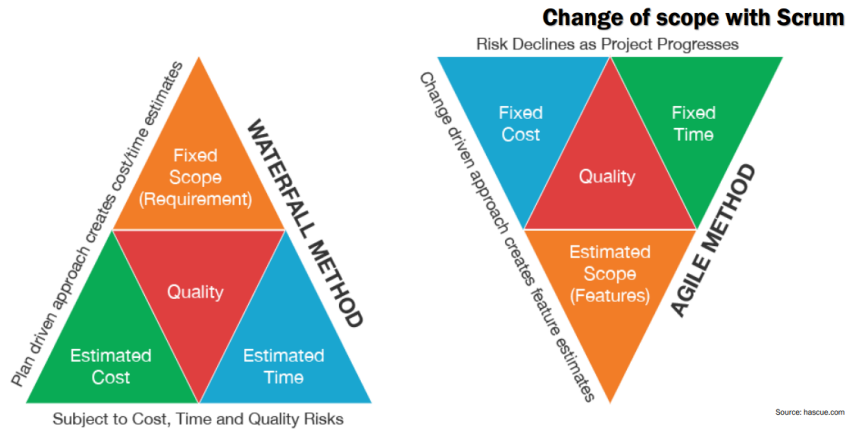 Change of scope with Scrum
Plan driven approach creates cost/time estimates
WATERFALL METHOD
Fixed
Scope
(Requirement)
Quality
Estimated
Cost
Estimated
Time
Subject to Cost, Time and Quality Risks
Risk Declines as Project Progresses
Change driven approach creates feature estimates
AGILE METHOD
Fixed
Cost
Quality
Fixed
Time
Estimated
Scope
(Features)
Source: hascue.com